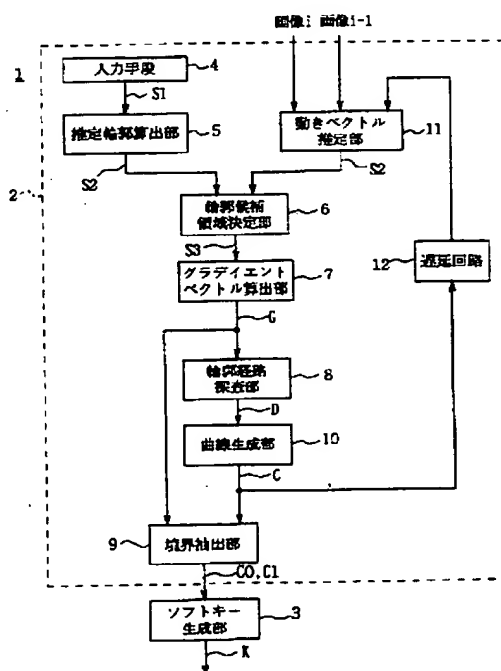 画像i 画像i-1
1
入力手段 4
S1
推定輪郭算出部 5
動きベクトル
推定部 11
S2
S2
2
輪郭候補
領域決定部 6
S3
グラディエント
ベクトル算出部 7
遅延回路 12
G
輪郭経路
探査部 8
D
曲線生成部 10
C
境界抽出部 9
C0,C1
ソフトキー
生成部 3
K